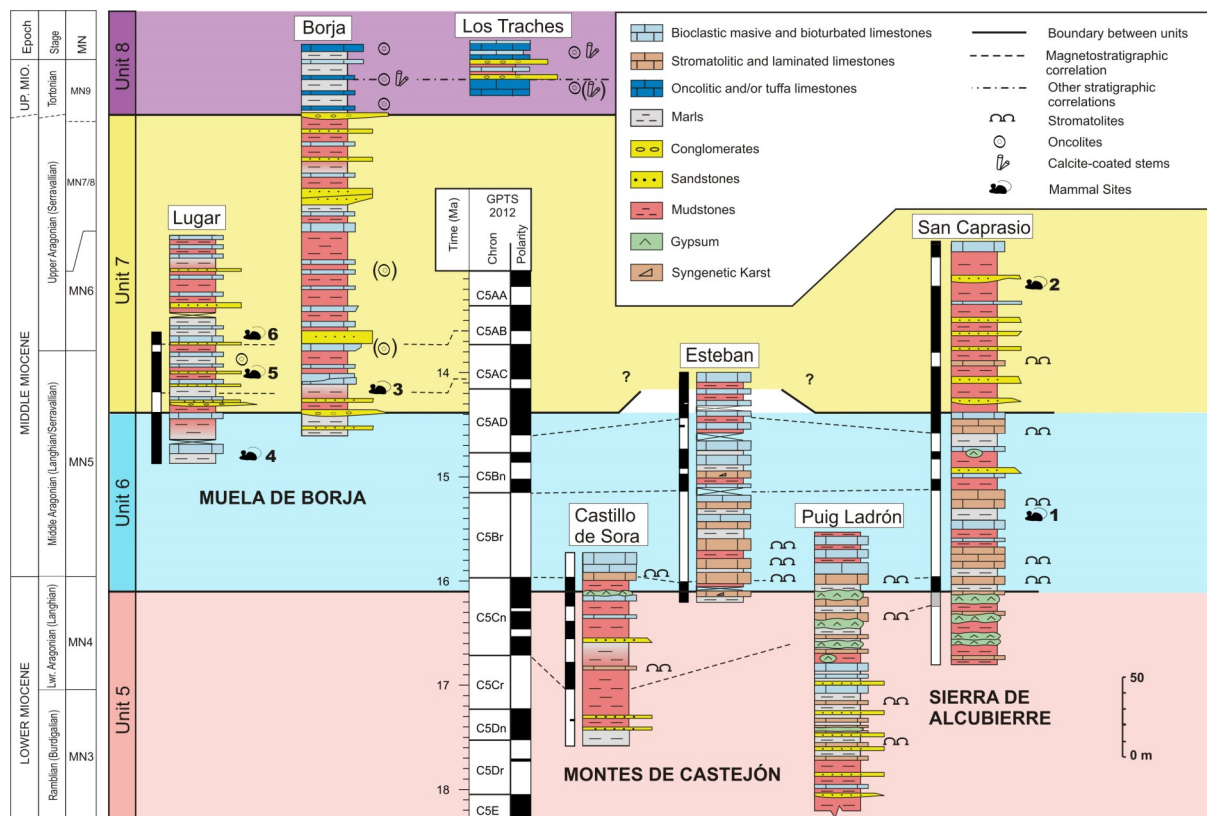 Epoch
Stage
MN
UP. MIO.
MIDDLE MIOCENE
LOWER MIOCENE
Tortonian
Upper Aragonian (Serravallian)
Middle Aragonian (Langhian/Serravallian)
Lwr. Aragonian (Langhian)
Ramblian (Burdigalian)
MN9
MN7/8
MN6
MN5
MN4
MN3
Unit 8
Unit 7
Unit 6
Unit 5
Borja
Los Traches
Lugar
6
5
4
3
MUELA DE BORJA
Time (Ma)
GPTS
2012
Chron
Polarity
14
15
16
17
18
C5AA
C5AB
C5AC
C5AD
C5Bn
C5Br
C5Cn
C5Cr
C5Dn
C5Dr
C5E
Bioclastic masive and bioturbated limestones
Stromatolitic and laminated limestones
Oncolitic and/or tuffa limestones
Marls
Conglomerates
Sandstones
Mudstones
Gypsum
Syngenetic Karst
Boundary between units
Magnetostratigraphic
correlation
Other stratigraphic
correlations
Stromatolites
Oncolites
Calcite-coated stems
Mammal Sites
San Caprasio
2
1
Esteban
?
?
Castillo
de Sora
Puig Ladrón
MONTES DE CASTEJÓN
SIERRA DE
ALCUBIERRE
50
0 m